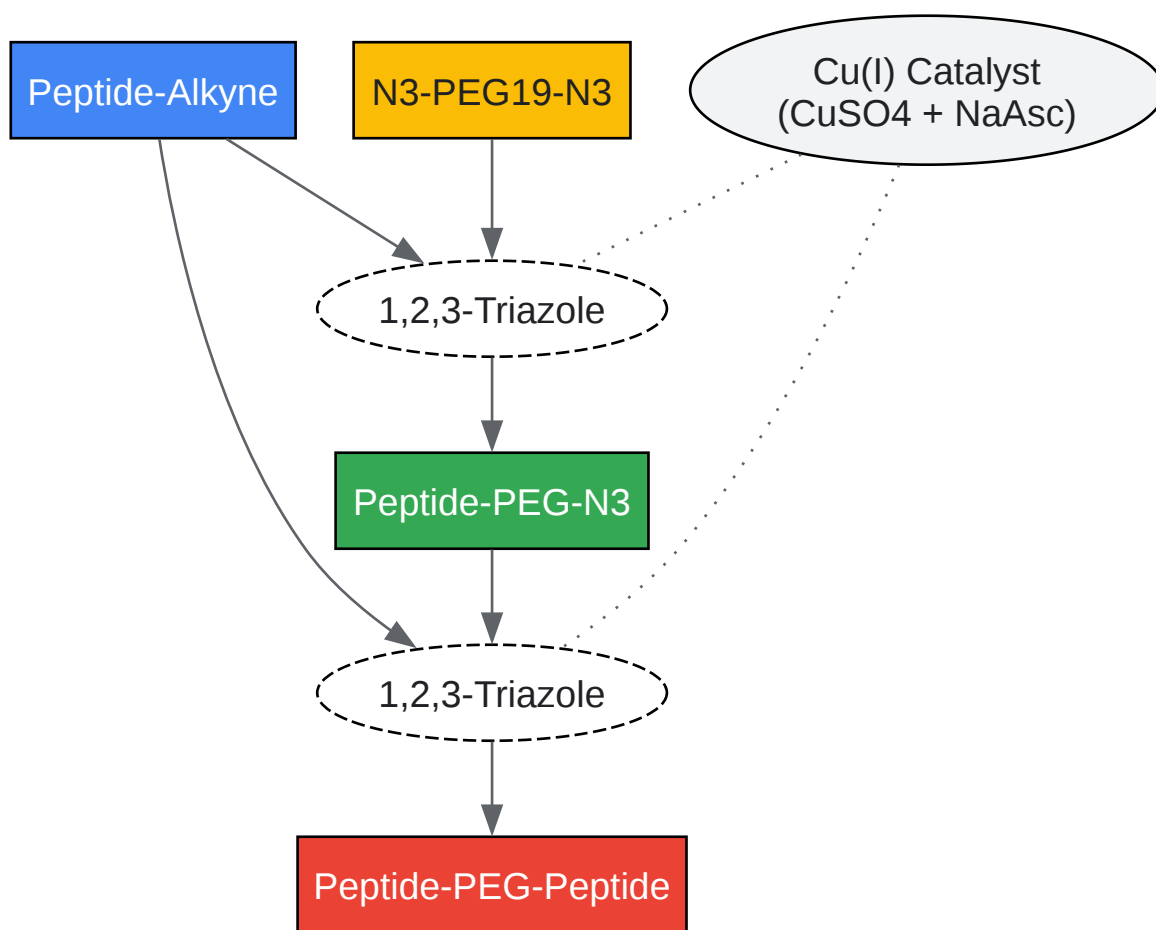 Peptide-Alkyne
N3-PEG19-N3
Cu(I) Catalyst
(CuSO4 + NaAsc)
1,2,3-Triazole
Peptide-PEG-N3
1,2,3-Triazole
Peptide-PEG-Peptide